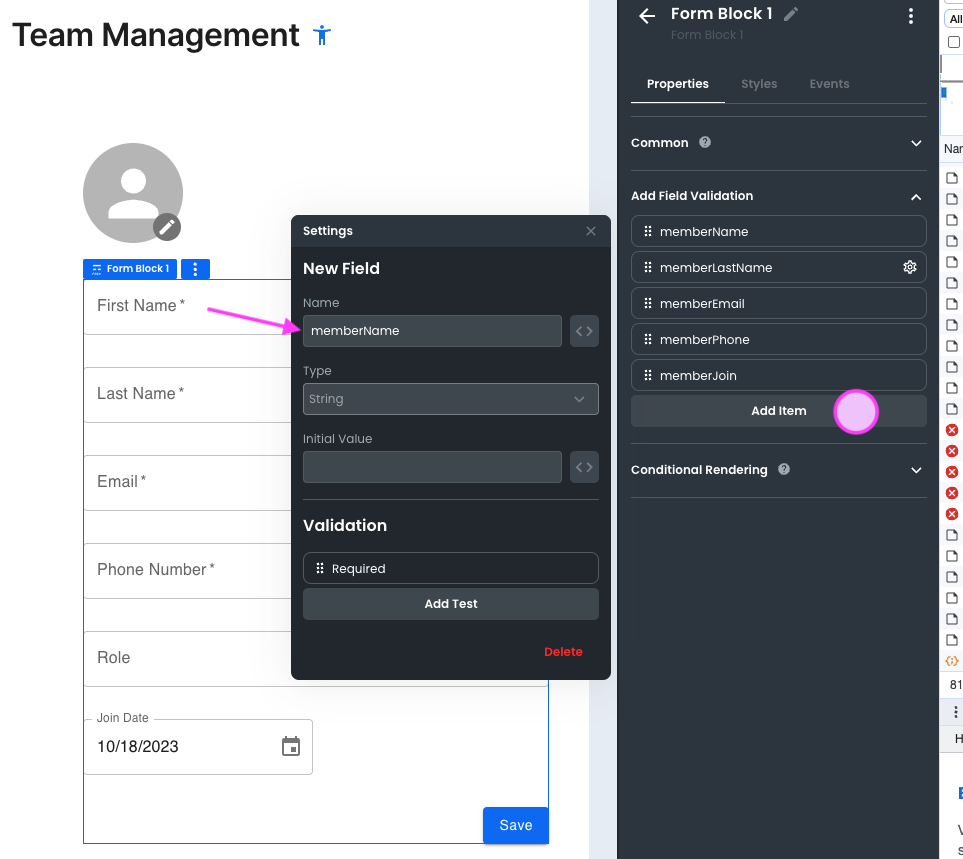 Team Management
Form Block 1
First Name *
Last Name *
Email *
Phone Number *
Role
Join Date
10/18/2023
Save
Settings
New Field
Name
memberName
Type
String
Initial Value
Validation
Required
Add Test
Delete
Form Block 1
Form Block 1
Properties
Styles
Events
Common
Add Field Validation
memberName
memberLastName
memberEmail
memberPhone
memberJoin
Add Item
Conditional Rendering
All
81